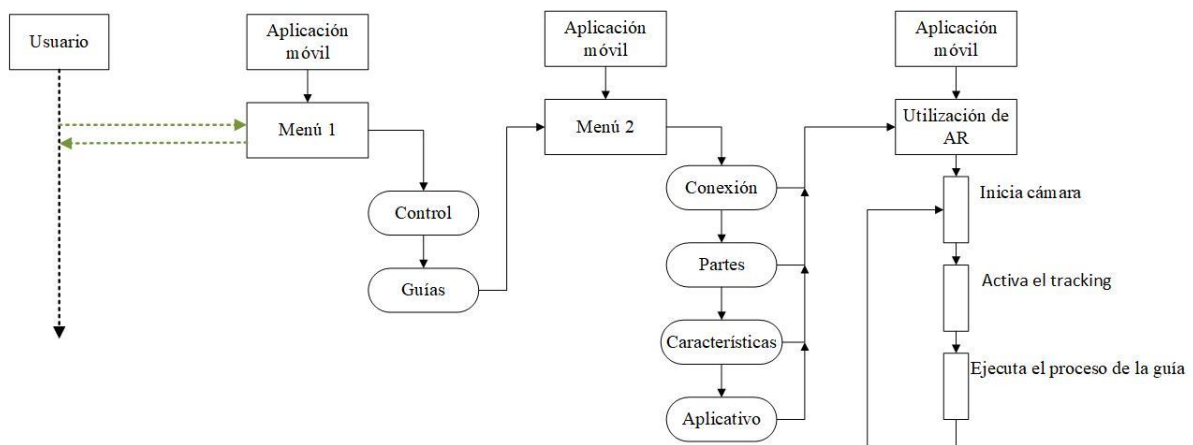 Usuario
Aplicación
móvil
Aplicación
móvil
Aplicación
móvil
Menú 1
Menú 2
Utilización de
AR
Control
Guías
Conexión
Partes
Características
Aplicativo
Inicia cámara
Activa el tracking
Ejecuta el proceso de la guía